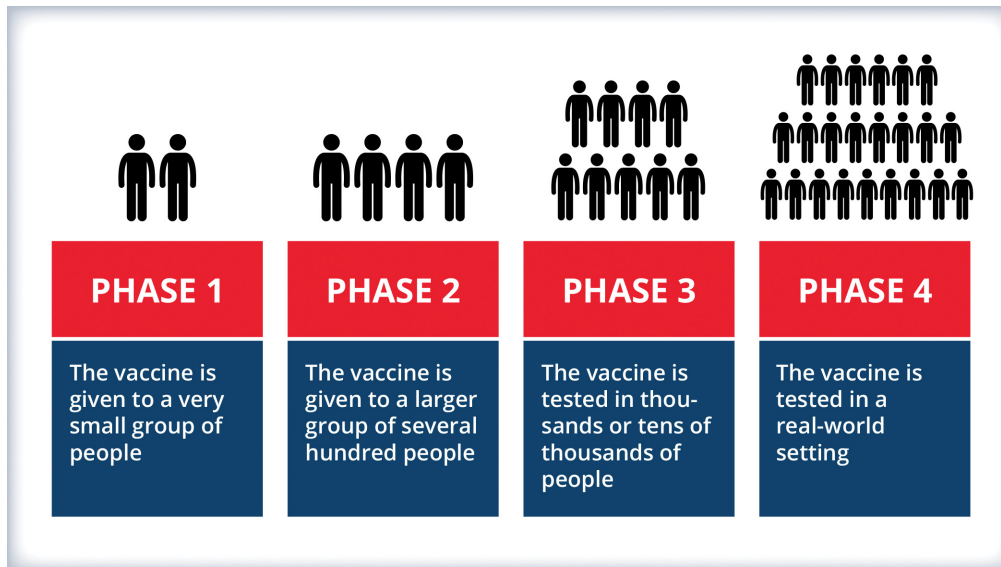 PHASE 1
The vaccine is
given to a very
small group of
people
PHASE 2
The vaccine is
given to a larger
group of several
hundred people
PHASE 3
The vaccine is
tested in thou-
sands or tens of
thousands of
people
PHASE 4
The vaccine is
tested in a
real-world
setting